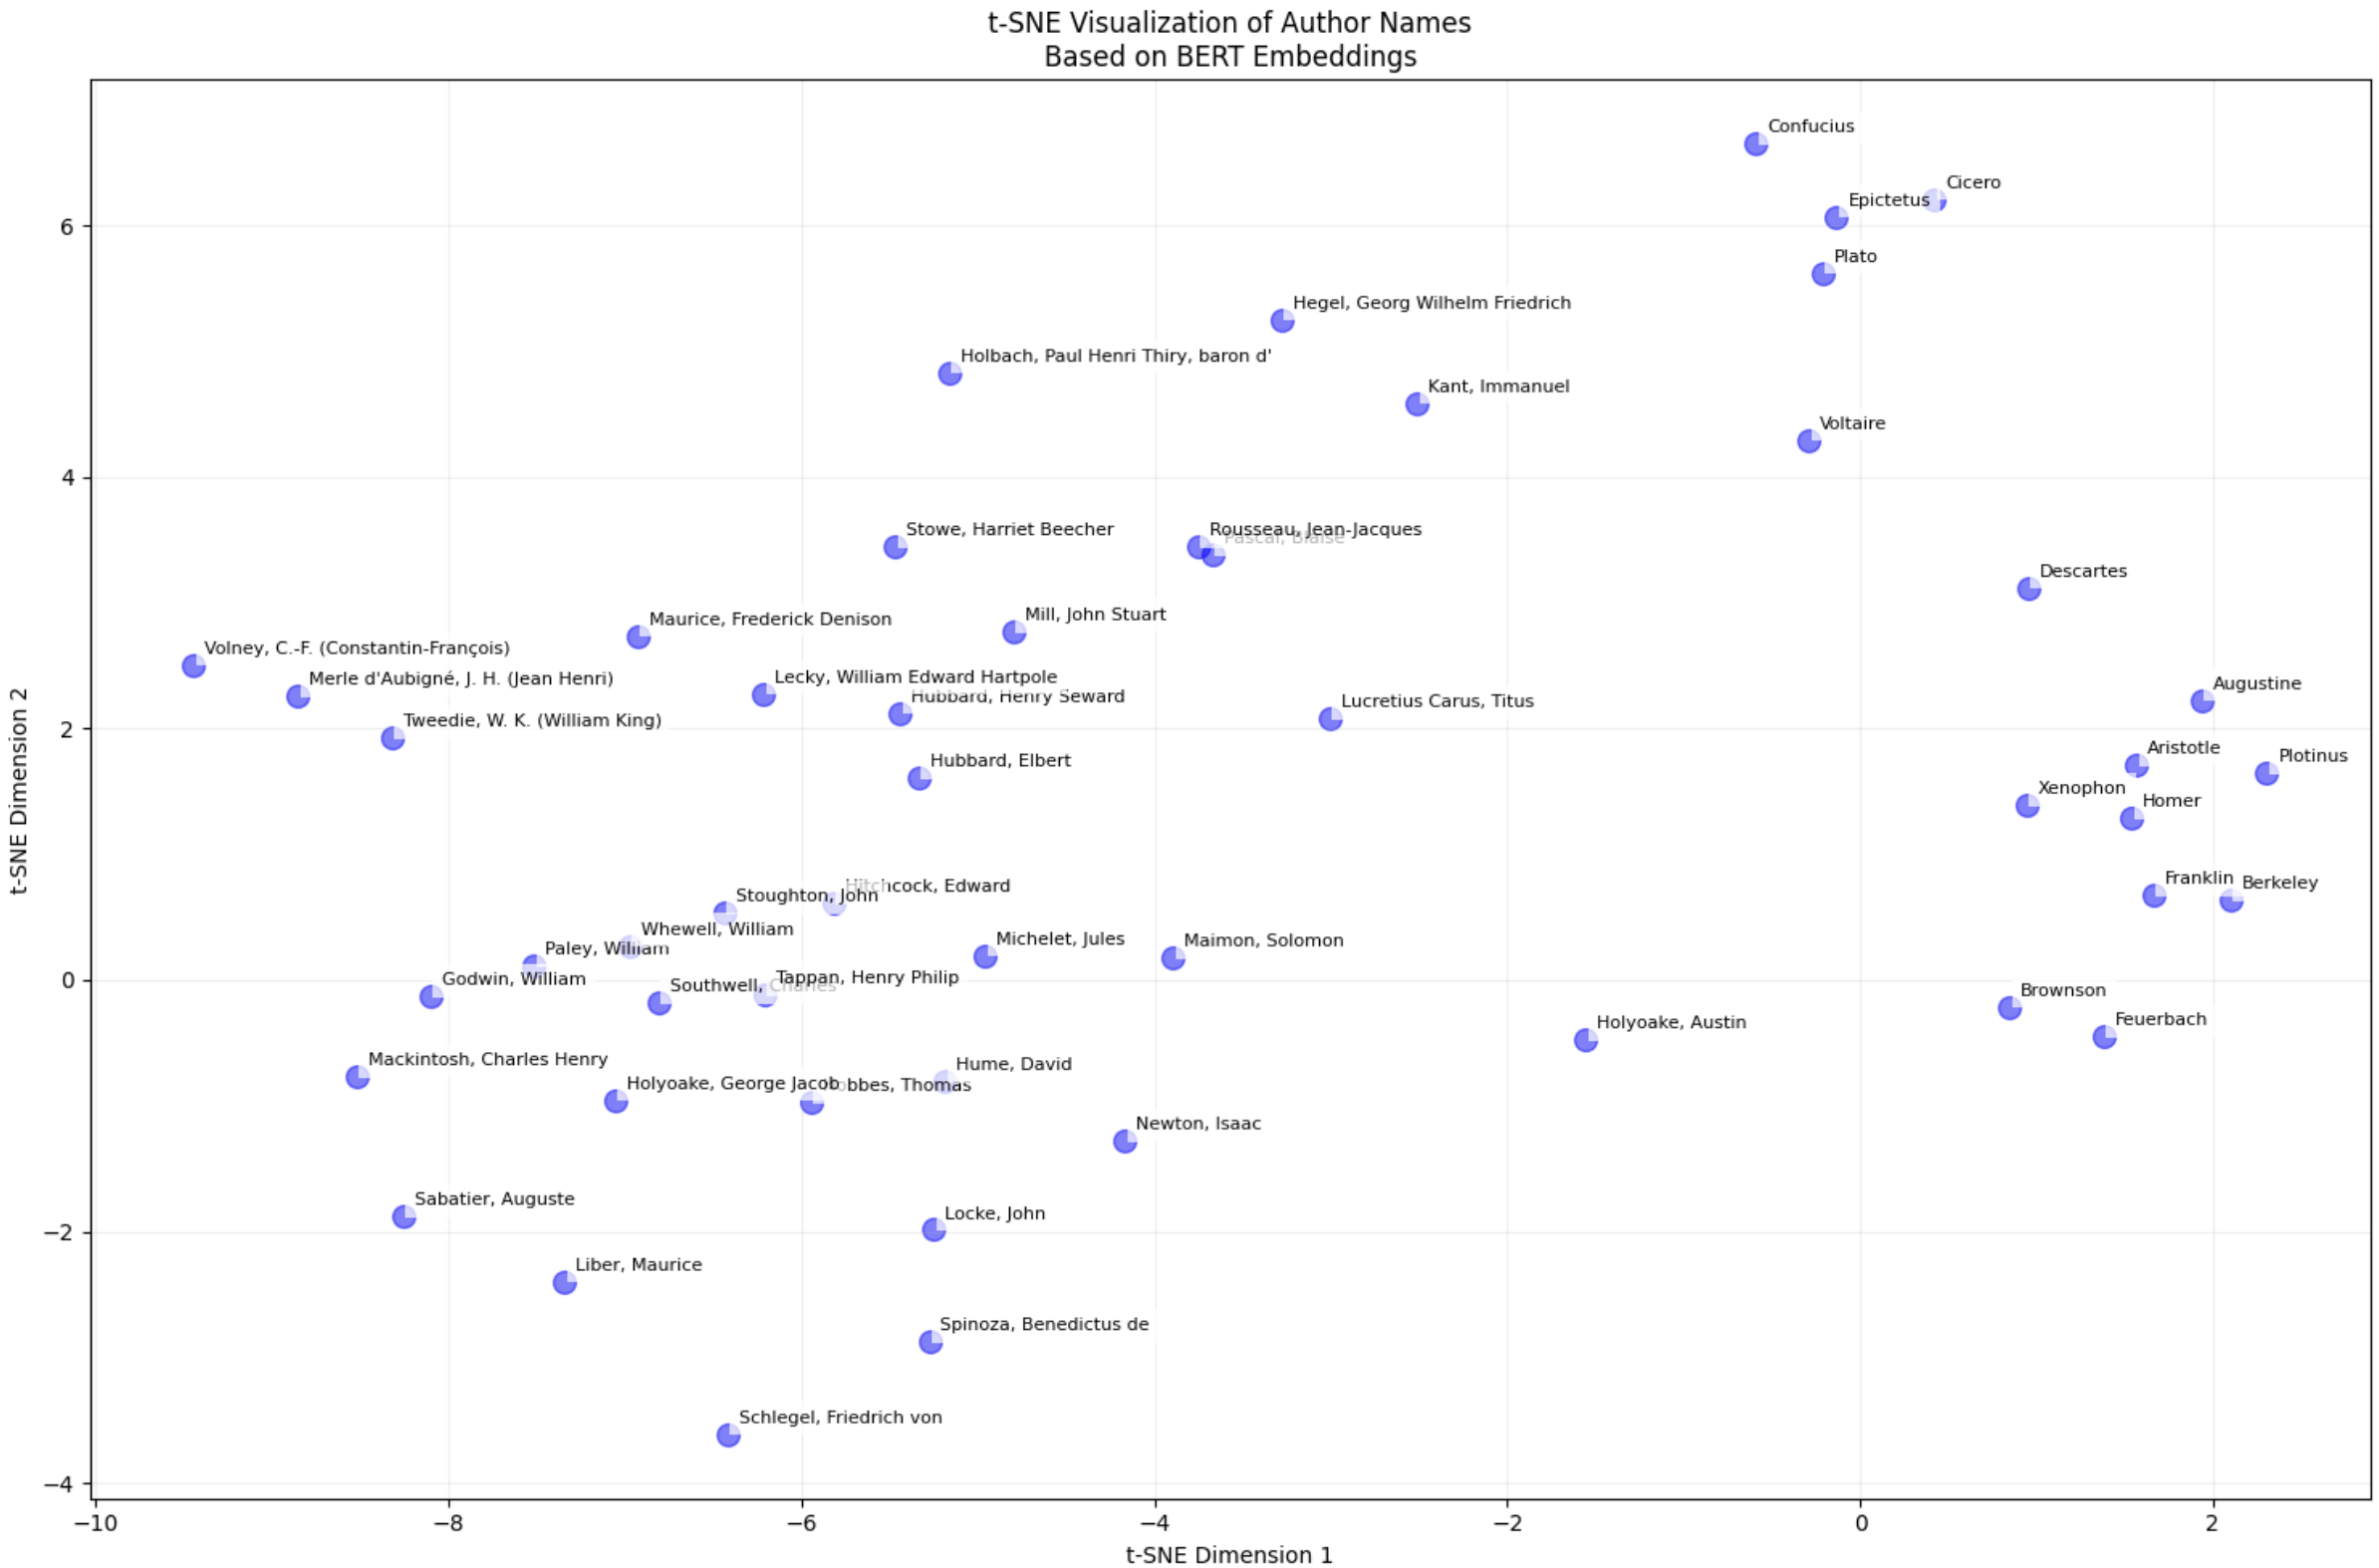 t-SNE Visualization of Author Names
Based on BERT Embeddings
Confucius
Cicero
Epictetus
Plato
Hegel, Georg Wilhelm Friedrich
Holbach, Paul Henri Thiry, baron d'
Kant, Immanuel
Voltaire
Stowe, Harriet Beecher
Rousseau, Jean-Jacques
Pascal, Blaise
Descartes
Mill, John Stuart
Maurice, Frederick Denison
Volney, C.-F. (Constantin-François)
Merle d'Aubigné, J. H. (Jean Henri)
Lecky, William Edward Hartpole
Hubbard, Henry Seward
Augustine
Lucretius Carus, Titus
Tweedie, W. K. (William King)
Aristotle
Plotinus
Hubbard, Elbert
Xenophon
Homer
Franklin
Berkeley
Hitchcock, Edward
Stoughton, John
Whewell, William
Paley, William
Michelet, Jules
Maimon, Solomon
Godwin, William
Tappan, Henry Philip
Southwell, Charles
Brownson
Feuerbach
Holyoake, Austin
Mackintosh, Charles Henry
Hume, David
Holyoake, George Jacob
Hobbes, Thomas
Newton, Isaac
Sabatier, Auguste
Locke, John
Liber, Maurice
Spinoza, Benedictus de
Schlegel, Friedrich von
6
4
2
0
−2
−4
t-SNE Dimension 2
−10 −8 −6 −4 −2 0 2
t-SNE Dimension 1